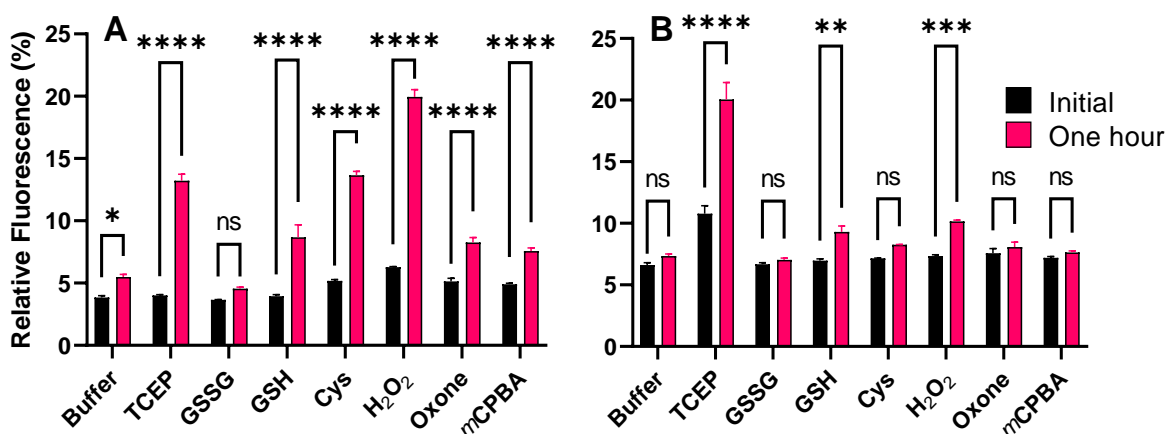 A
B
Relative Fluorescence (%)
25
20
15
10
5
0
*
****
ns
****
****
****
****
****
Buffer
TCEP
GSSG
GSH
Cys
H₂O₂
Oxone
mCPBA
25
20
15
10
5
0
ns
****
ns
**
ns
***
ns
ns
Buffer
TCEP
GSSG
GSH
Cys
H₂O₂
Oxone
mCPBA
Initial
One hour